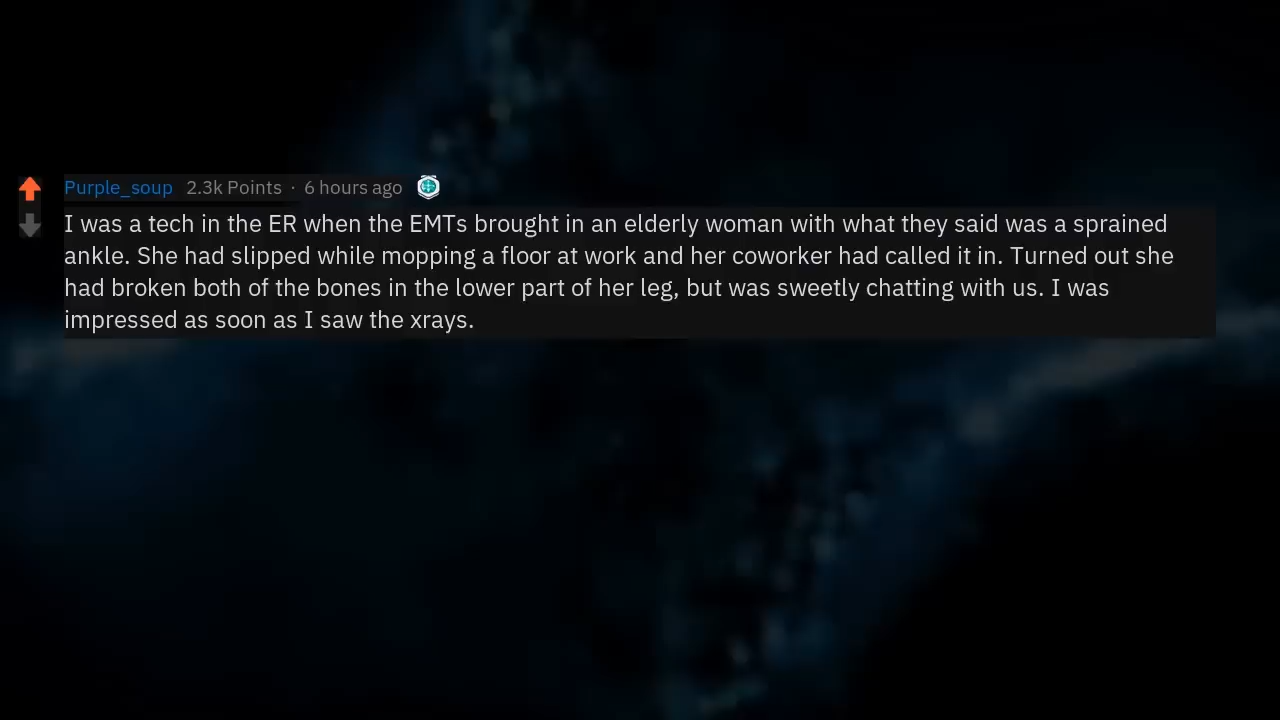 Purple_soup 2.3k Points · 6 hours ago
I was a tech in the ER when the EMTs brought in an elderly woman with what they said was a sprained
ankle. She had slipped while mopping a floor at work and her coworker had called it in. Turned out she
had broken both of the bones in the lower part of her leg, but was sweetly chatting with us. I was
impressed as soon as I saw the xrays.